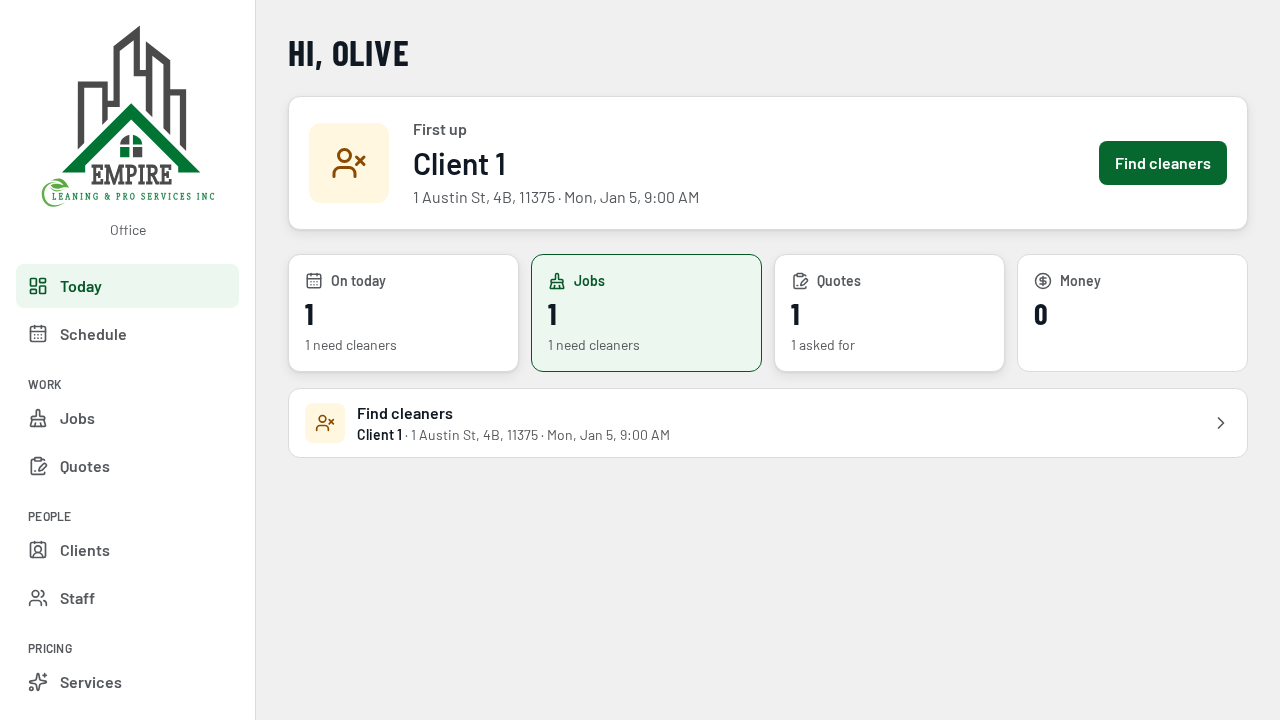 EMPIRE
LEANING & PRO SERVICES INC
Office
Today
Schedule
WORK
Jobs
Quotes
PEOPLE
Clients
Staff
PRICING
Services
HI, OLIVE
First up
Client 1
1 Austin St, 4B, 11375 · Mon, Jan 5, 9:00 AM
Find cleaners
On today
1
1 need cleaners
Jobs
1
1 need cleaners
Quotes
1
1 asked for
Money
0
Find cleaners
Client 1 · 1 Austin St, 4B, 11375 · Mon, Jan 5, 9:00 AM